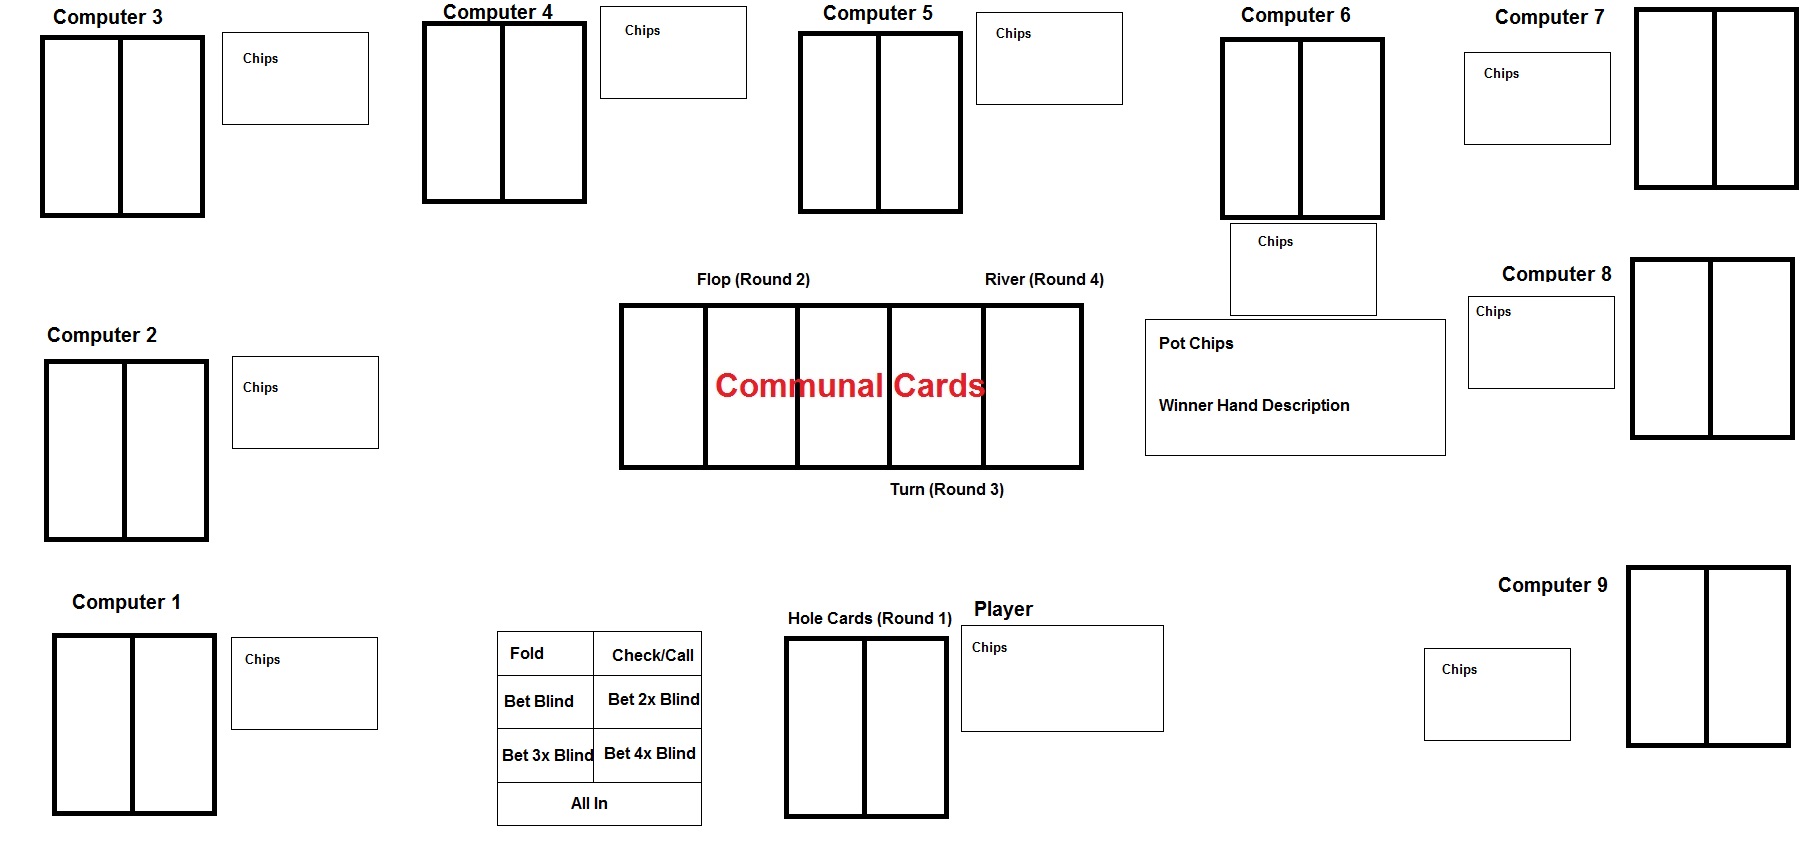 Computer 3
Chips
Computer 4
Chips
Computer 5
Chips
Computer 6
Chips
Computer 7
Chips
Flop (Round 2)
River (Round 4)
Communal Cards
Turn (Round 3)
Pot Chips
Winner Hand Description
Computer 8
Chips
Computer 2
Chips
Computer 1
Chips
Fold
Check/Call
Bet Blind
Bet 2x Blind
Bet 3x Blind
Bet 4x Blind
All In
Hole Cards (Round 1)
Player
Chips
Computer 9
Chips